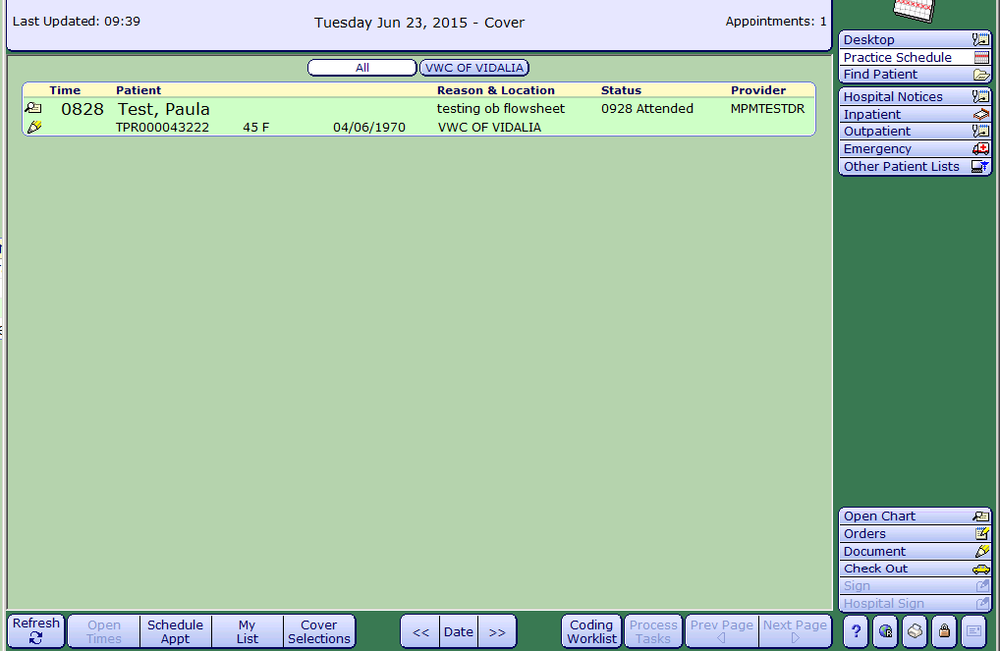 Last Updated: 09:39
Tuesday Jun 23, 2015 - Cover
Appointments: 1
All
VWC OF VIDALIA
Time Patient Reason & Location Status Provider
0828 Test, Paula testing ob flowsheet 0928 Attended MPMTESTDR
TPR000043222 45 F 04/06/1970 VWC OF VIDALIA
Desktop
Practice Schedule
Find Patient
Hospital Notices
Inpatient
Outpatient
Emergency
Other Patient Lists
Open Chart
Orders
Document
Check Out
Sign
Hospital Sign
Refresh
Open
Times
Schedule
Appt
My
List
Cover
Selections
<<
Date
>>
Coding
Worklist
Process
Tasks
Prev Page
Next Page
?